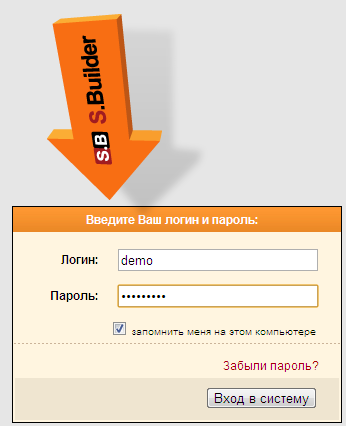 S.B S.Builder
Введите Ваш логин и пароль:
Логин: demo
Пароль: •••••••••
запомнить меня на этом компьютере
Забыли пароль?
Вход в систему